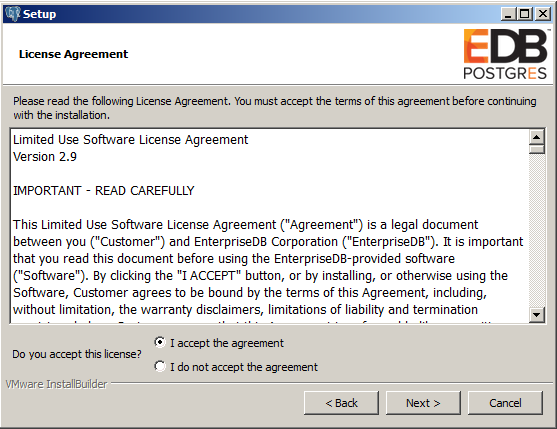 Setup
License Agreement
EDB
POSTGRES
Please read the following License Agreement. You must accept the terms of this agreement before continuing
with the installation.
Limited Use Software License Agreement
Version 2.9
IMPORTANT - READ CAREFULLY
This Limited Use Software License Agreement ("Agreement") is a legal document
between you ("Customer") and EnterpriseDB Corporation ("EnterpriseDB"). It is important
that you read this document before using the EnterpriseDB-provided software
("Software"). By clicking the "I ACCEPT" button, or by installing, or otherwise using the
Software, Customer agrees to be bound by the terms of this Agreement, including,
without limitation, the warranty disclaimers, limitations of liability and termination
Do you accept this license?
I accept the agreement
I do not accept the agreement
VMware InstallBuilder
< Back
Next >
Cancel